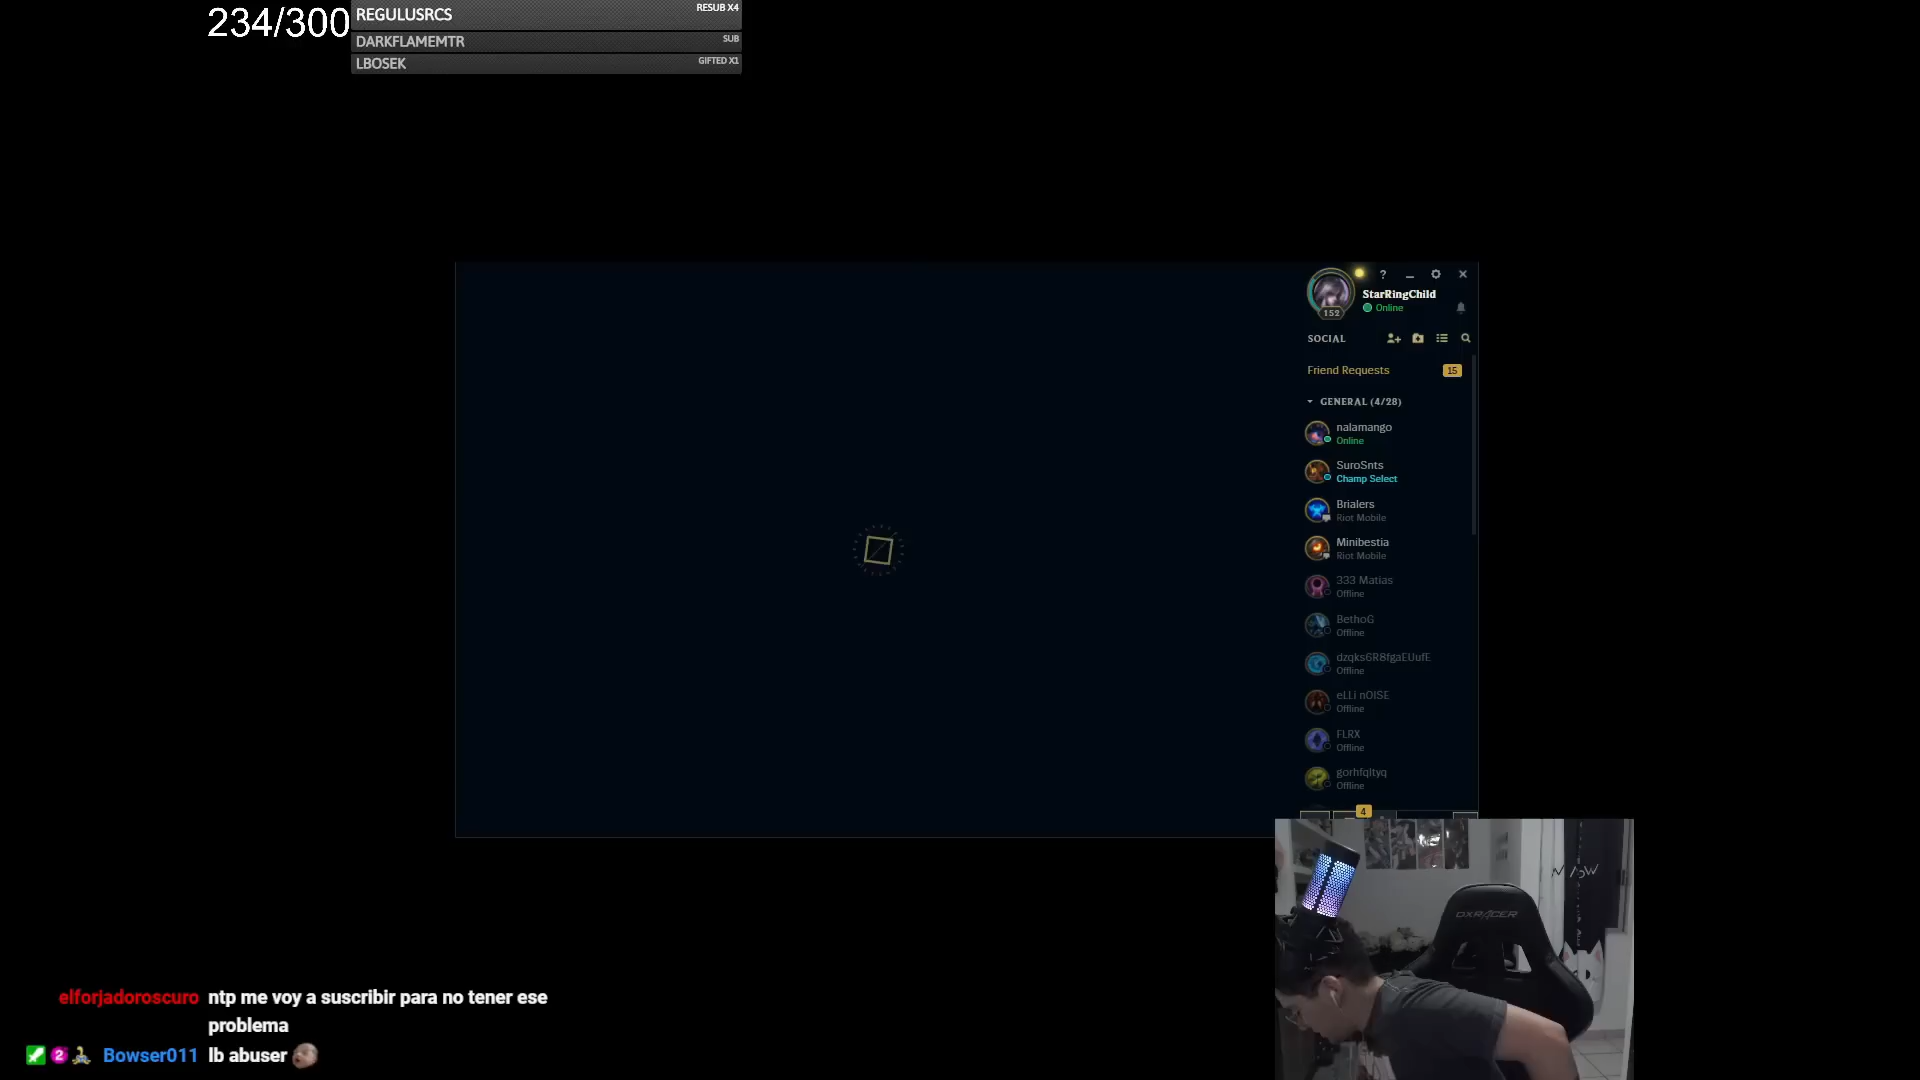 234/300
REGULUSRCS RESUB X4
DARKFLAMEMTR SUB
LBOSEK GIFTED X1
?
StarRingChild
152
Online
SOCIAL
Friend Requests 15
GENERAL (4/28)
nalamango
Online
SuroSnts
Champ Select
Brialers
Riot Mobile
Minibestia
Riot Mobile
333 Matias
Offline
BethoG
Offline
dzqks6R8fgaEUufE
Offline
eLLi nOISE
Offline
FLRX
Offline
gorhfqltyq
Offline
4
DXRACER
elforjadoroscuro ntp me voy a suscribir para no tener ese
problema
2 Bowser011 lb abuser